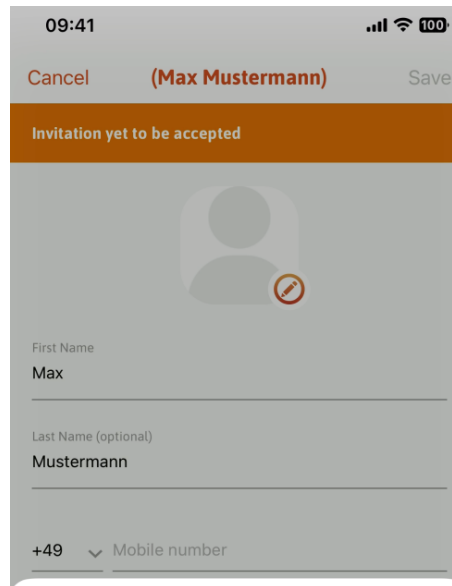 09:41
100
Cancel (Max Mustermann) Save
Invitation yet to be accepted
First Name
Max
Last Name (optional)
Mustermann
+49 Mobile number